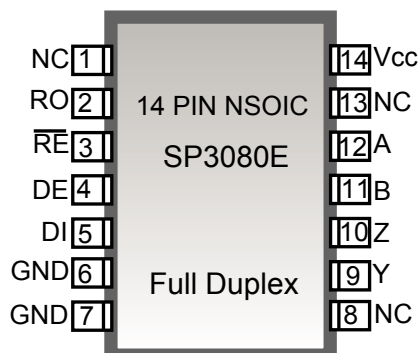 NC 1
RO 2
R̅E̅ 3
DE 4
DI 5
GND 6
GND 7
14 PIN NSOIC
SP3080E
Full Duplex
14 Vcc
13 NC
12 A
11 B
10 Z
9 Y
8 NC